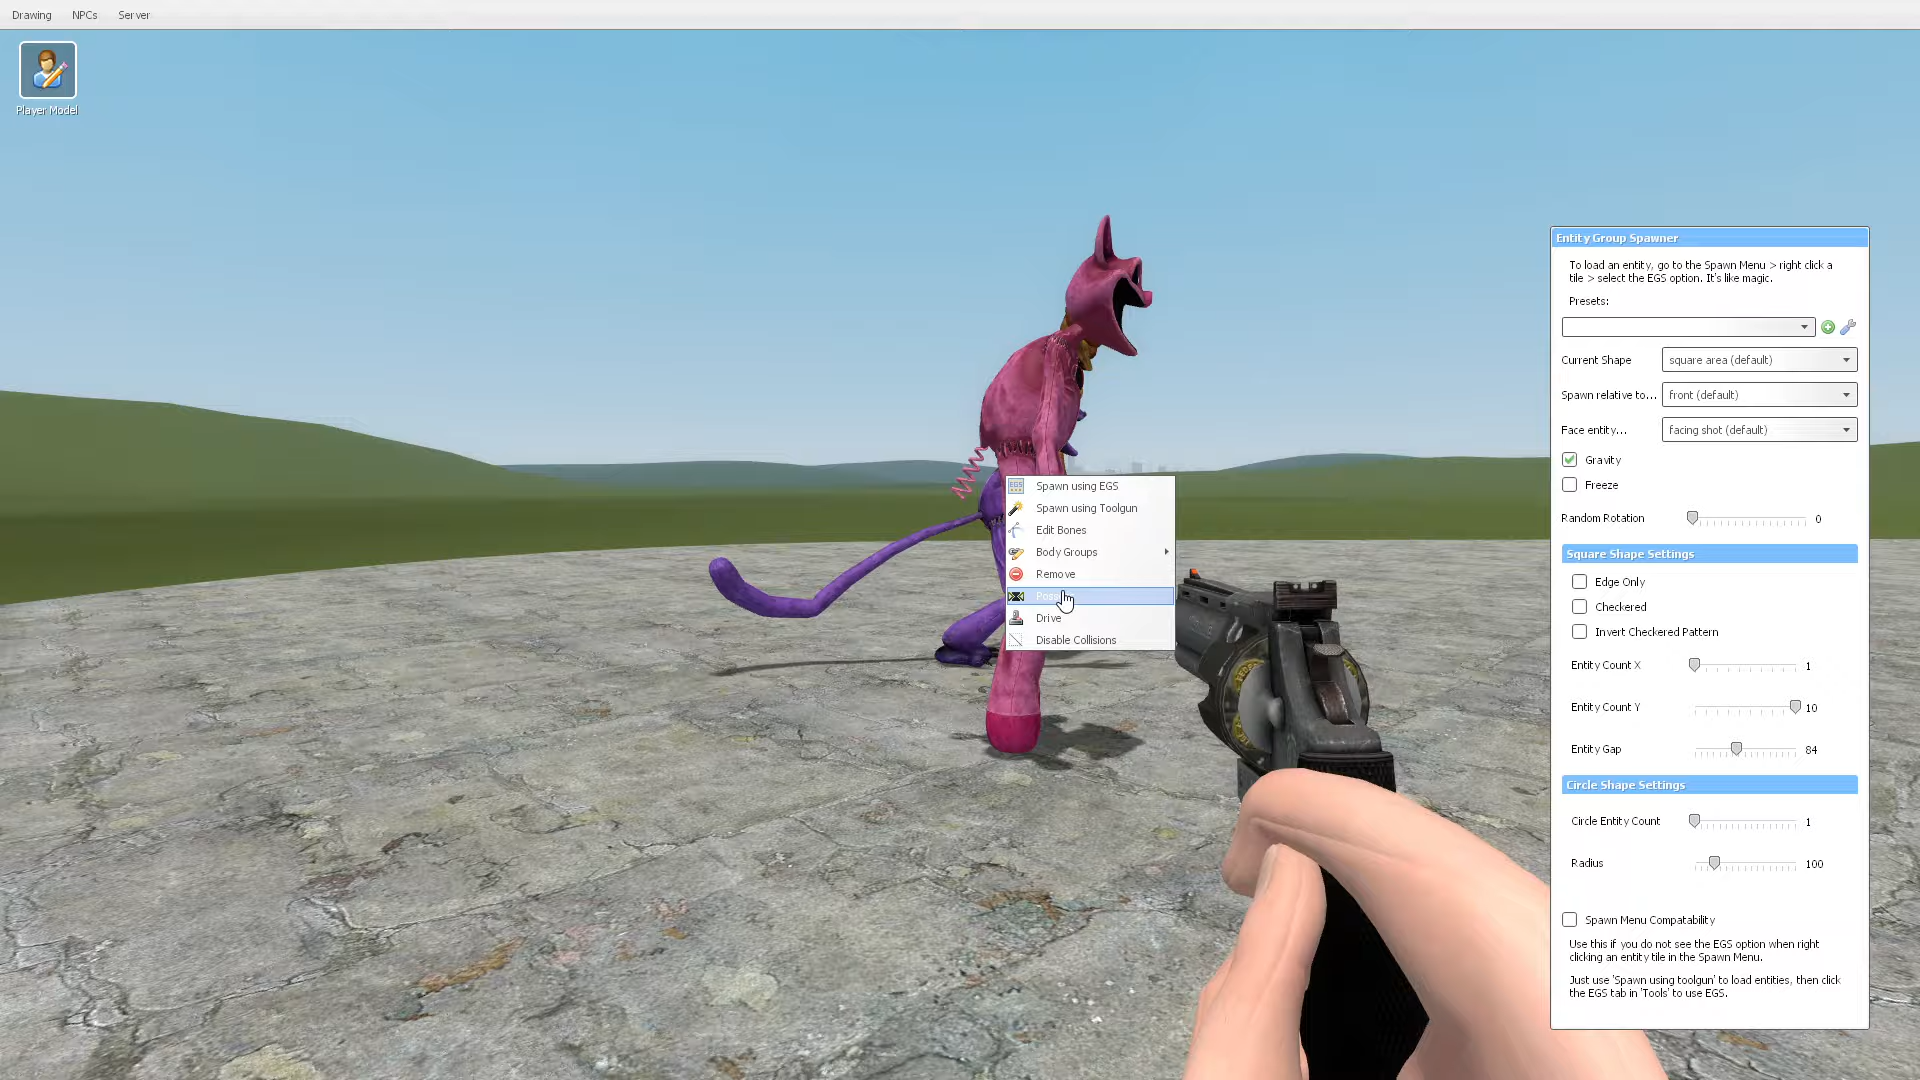 Drawing NPCs Server
Player Model
Spawn using EGS
Spawn using Toolgun
Edit Bones
Body Groups
Remove
Drive
Disable Collisions
Entity Group Spawner
To load an entity, go to the Spawn Menu > right click a
tile > select the EGS option. It's like magic.
Presets:
Current Shape square area (default)
Spawn relative to... front (default)
Face entity... facing shot (default)
Gravity
Freeze
Random Rotation 0
Square Shape Settings
Edge Only
Checkered
Invert Checkered Pattern
Entity Count X 1
Entity Count Y 10
Entity Gap 84
Circle Shape Settings
Circle Entity Count 1
Radius 100
Spawn Menu Compatability
Use this if you do not see the EGS option when right
clicking an entity tile in the Spawn Menu.
Just use 'Spawn using toolgun' to load entities, then click
the EGS tab in 'Tools' to use EGS.